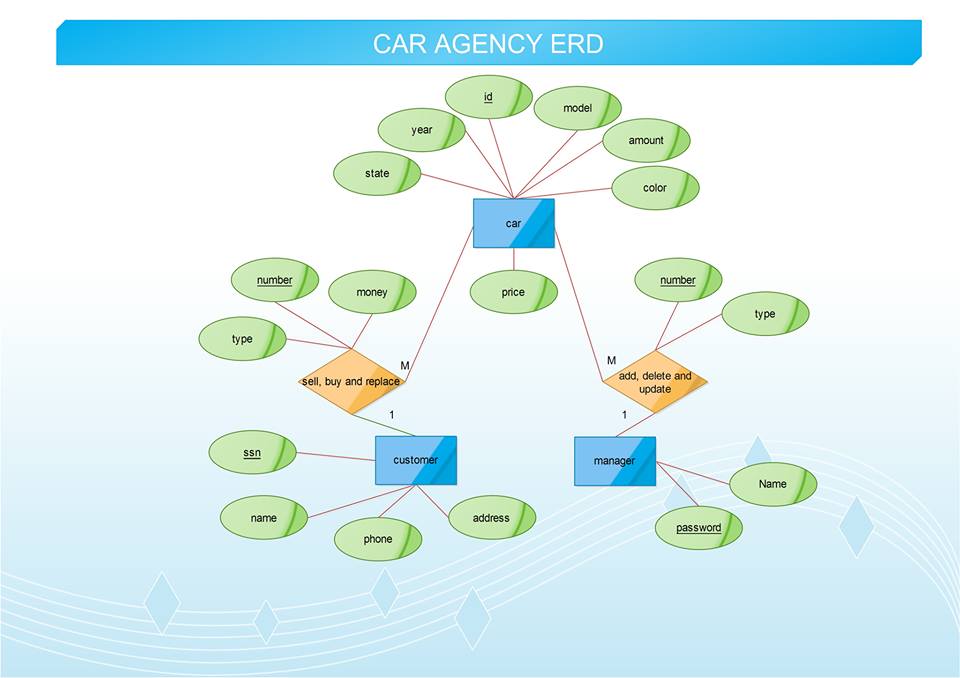 CAR AGENCY ERD
id
model
year
amount
state
color
car
number
money
price
number
type
type
M
M
sell, buy and replace
add, delete and
update
1
1
ssn
customer
manager
Name
name
address
password
phone